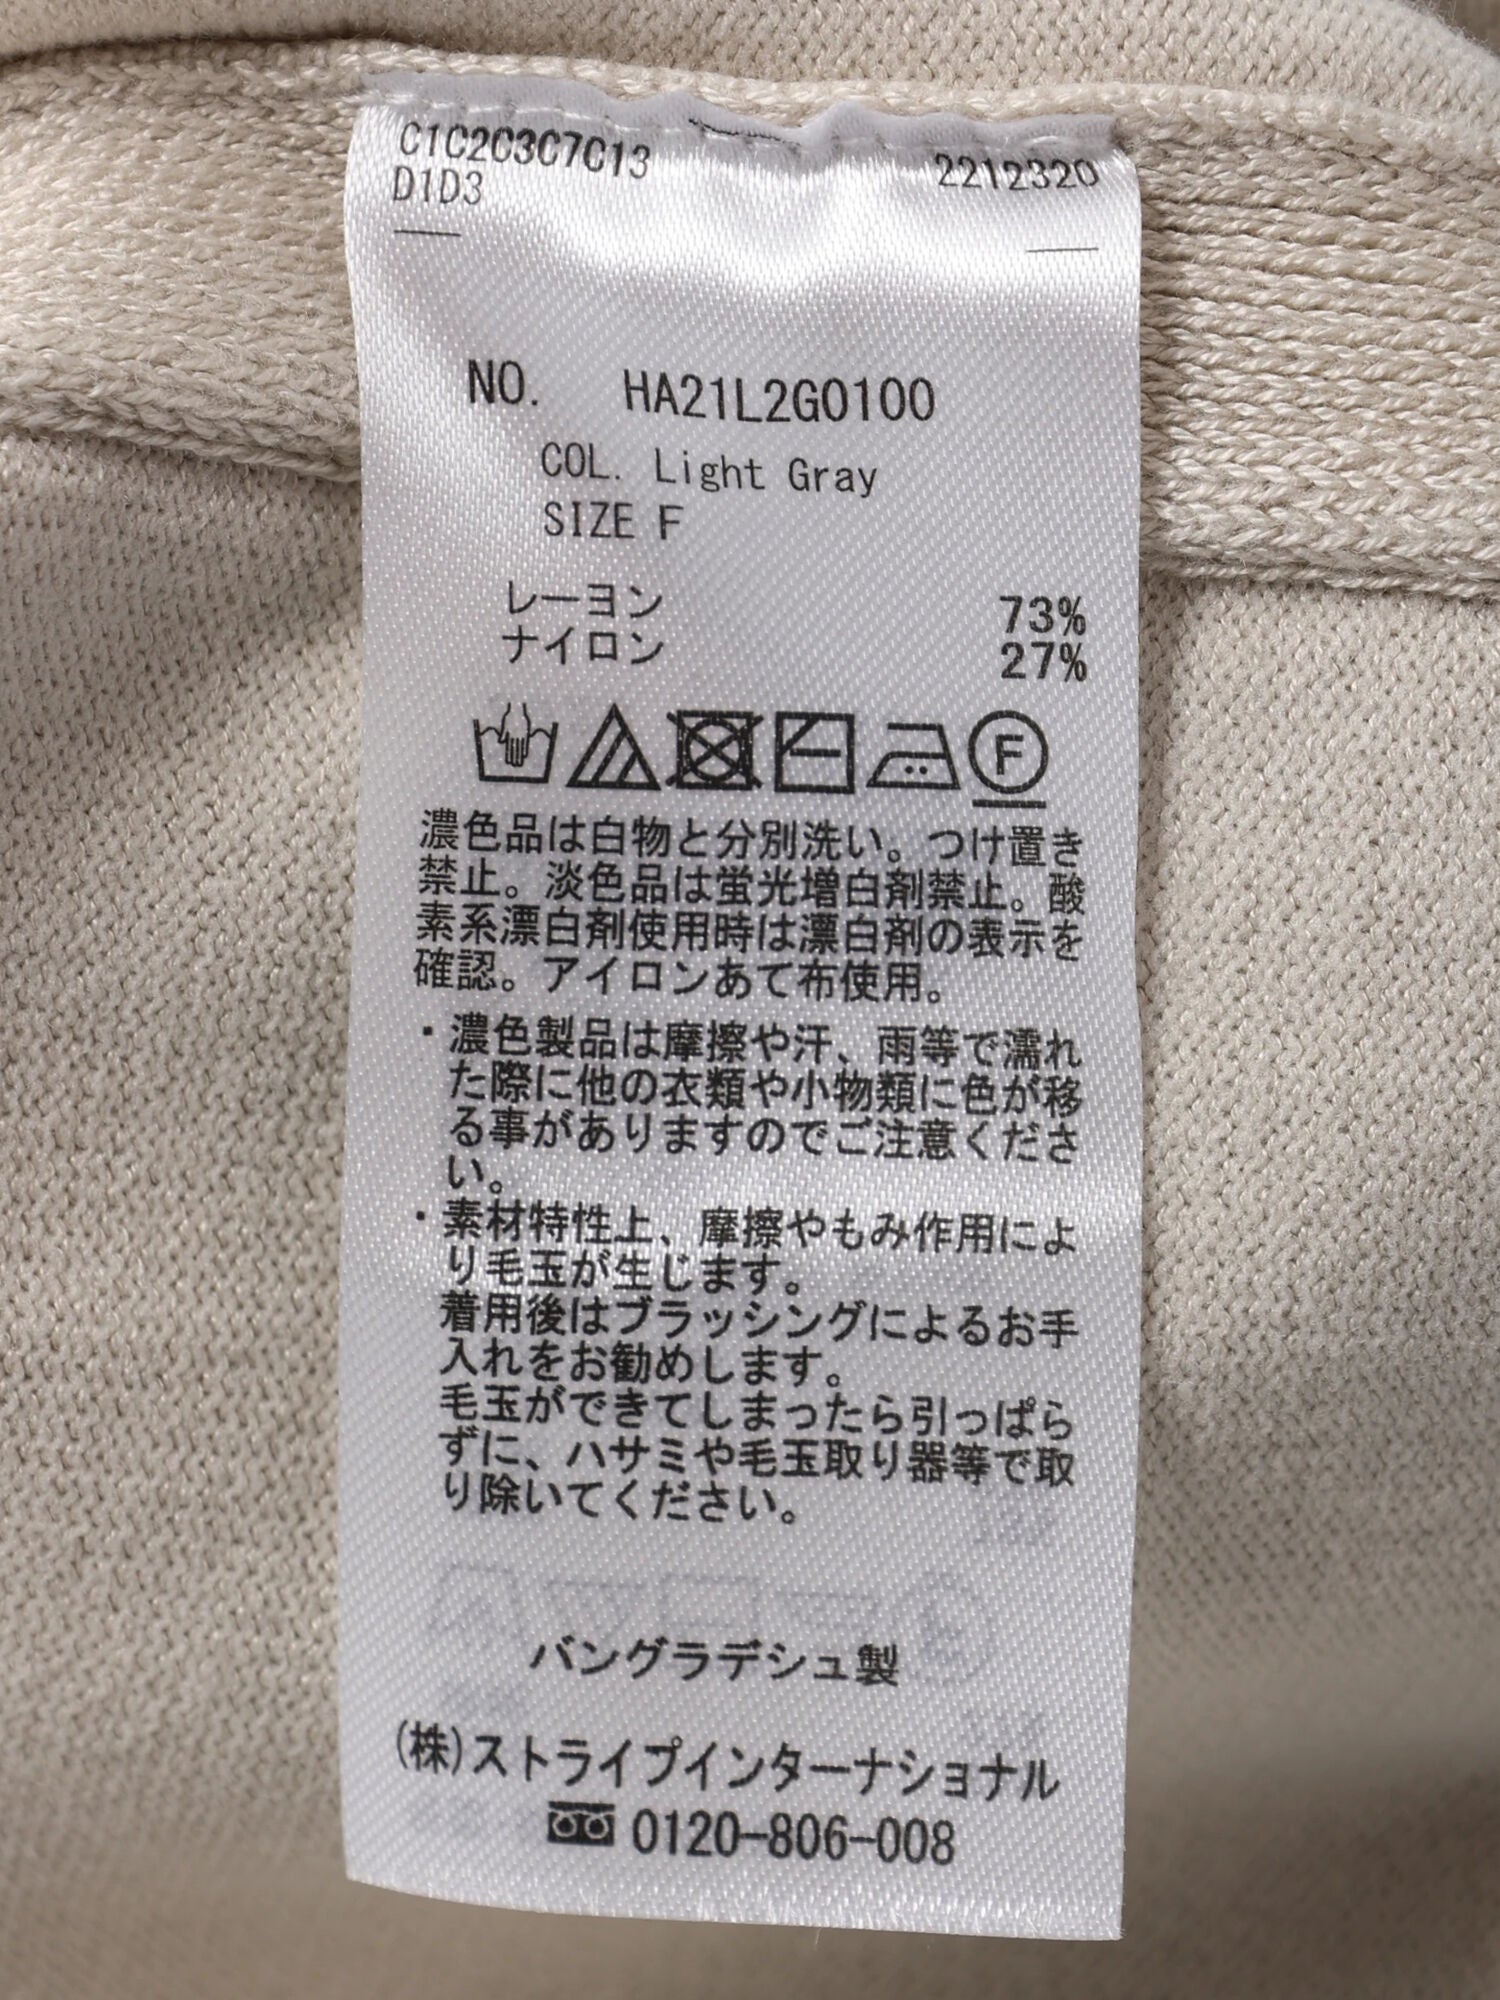 C1C2C3C7C13
2212320
D1D3
NO. HA21L2G0100
COL. Light Gray
SIZE F
レーヨン 73%
ナイロン 27%
F
濃色品は白物と分別洗い。つけ置き
禁止。淡色品は蛍光増白剤禁止。酸
素系漂白剤使用時は漂白剤の表示を
確認。アイロンあて布使用。
・濃色製品は摩擦や汗、雨等で濡れ
た際に他の衣類や小物類に色が移
る事がありますのでご注意くださ
い。
・素材特性上、摩擦やもみ作用によ
り毛玉が生じます。
着用後はブラッシングによるお手
入れをお勧めします。
毛玉ができてしまったら引っぱら
ずに、ハサミや毛玉取り器等で取
り除いてください。
バングラデシュ製
(株)ストライプインターナショナル
0120-806-008